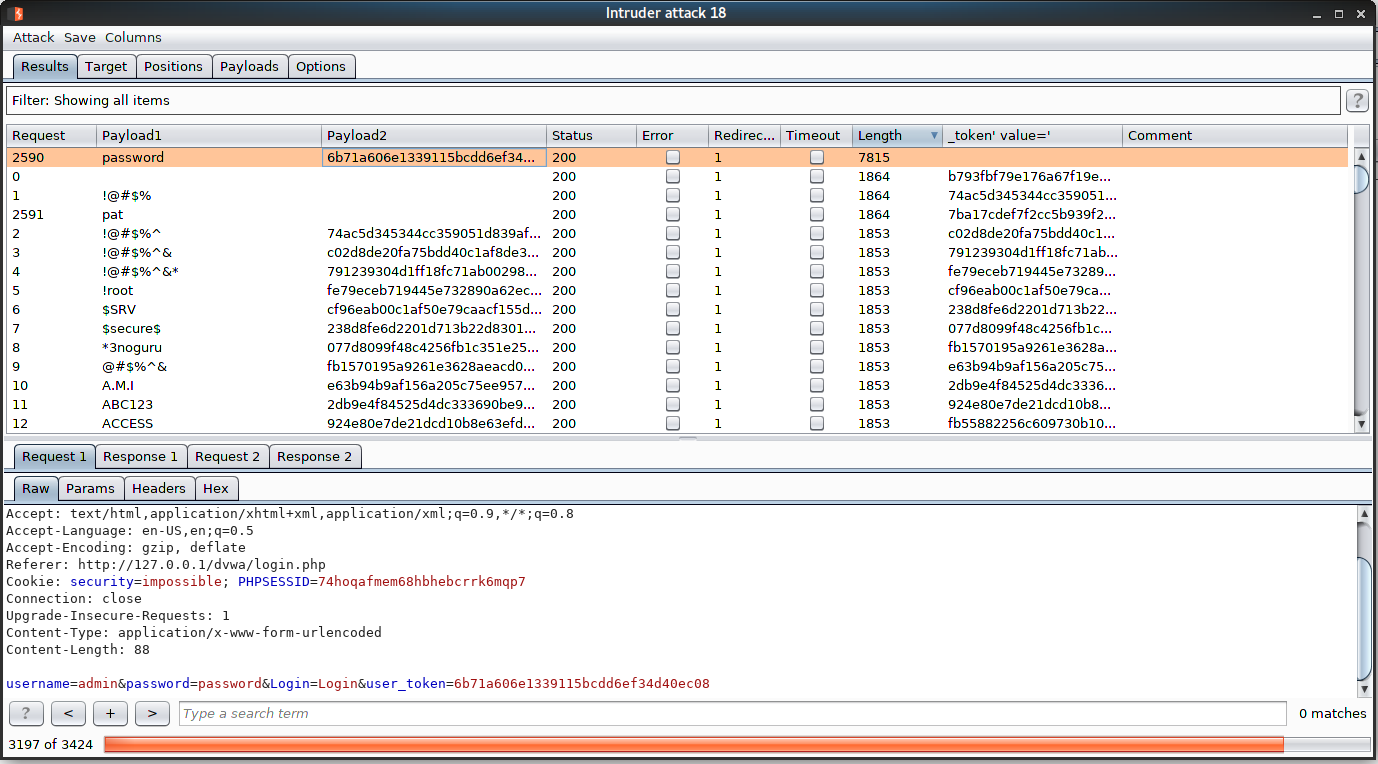 Intruder attack 18
Attack Save Columns
Results Target Positions Payloads Options
Filter: Showing all items ?
Request Payload1 Payload2 Status Error Redirec... Timeout Length _token' value=' Comment
2590 password 6b71a606e1339115bcdd6ef34... 200 1 7815
0 200 1 1864 b793fbf79e176a67f19e...
1 !@#$% 200 1 1864 74ac5d345344cc359051...
2591 pat 200 1 1864 7ba17cdef7f2cc5b939f2...
2 !@#$%^ 74ac5d345344cc359051d839af... 200 1 1853 c02d8de20fa75bdd40c1...
3 !@#$%^& c02d8de20fa75bdd40c1af8de3... 200 1 1853 791239304d1ff18fc71ab...
4 !@#$%^&* 791239304d1ff18fc71ab00298... 200 1 1853 fe79eceb719445e73289...
5 !root fe79eceb719445e732890a62ec... 200 1 1853 cf96eab00c1af50e79ca...
6 $SRV cf96eab00c1af50e79caacf155d... 200 1 1853 238d8fe6d2201d713b22...
7 $secure$ 238d8fe6d2201d713b22d8301... 200 1 1853 077d8099f48c4256fb1c...
8 *3noguru 077d8099f48c4256fb1c351e25... 200 1 1853 fb1570195a9261e3628a...
9 @#$%^& fb1570195a9261e3628aeacd0... 200 1 1853 e63b94b9af156a205c75...
10 A.M.I e63b94b9af156a205c75ee957... 200 1 1853 2db9e4f84525d4dc3336...
11 ABC123 2db9e4f84525d4dc333690be9... 200 1 1853 924e80e7de21dcd10b8...
12 ACCESS 924e80e7de21dcd10b8e63efd... 200 1 1853 fb55882256c609730b10...
Request 1 Response 1 Request 2 Response 2
Raw Params Headers Hex
Accept: text/html,application/xhtml+xml,application/xml;q=0.9,*/*;q=0.8
Accept-Language: en-US,en;q=0.5
Accept-Encoding: gzip, deflate
Referer: http://127.0.0.1/dvwa/login.php
Cookie: security=impossible; PHPSESSID=74hoqafmem68hbhebcrrk6mqp7
Connection: close
Upgrade-Insecure-Requests: 1
Content-Type: application/x-www-form-urlencoded
Content-Length: 88
username=admin&password=password&Login=Login&user_token=6b71a606e1339115bcdd6ef34d40ec08
? < + > Type a search term 0 matches
3197 of 3424